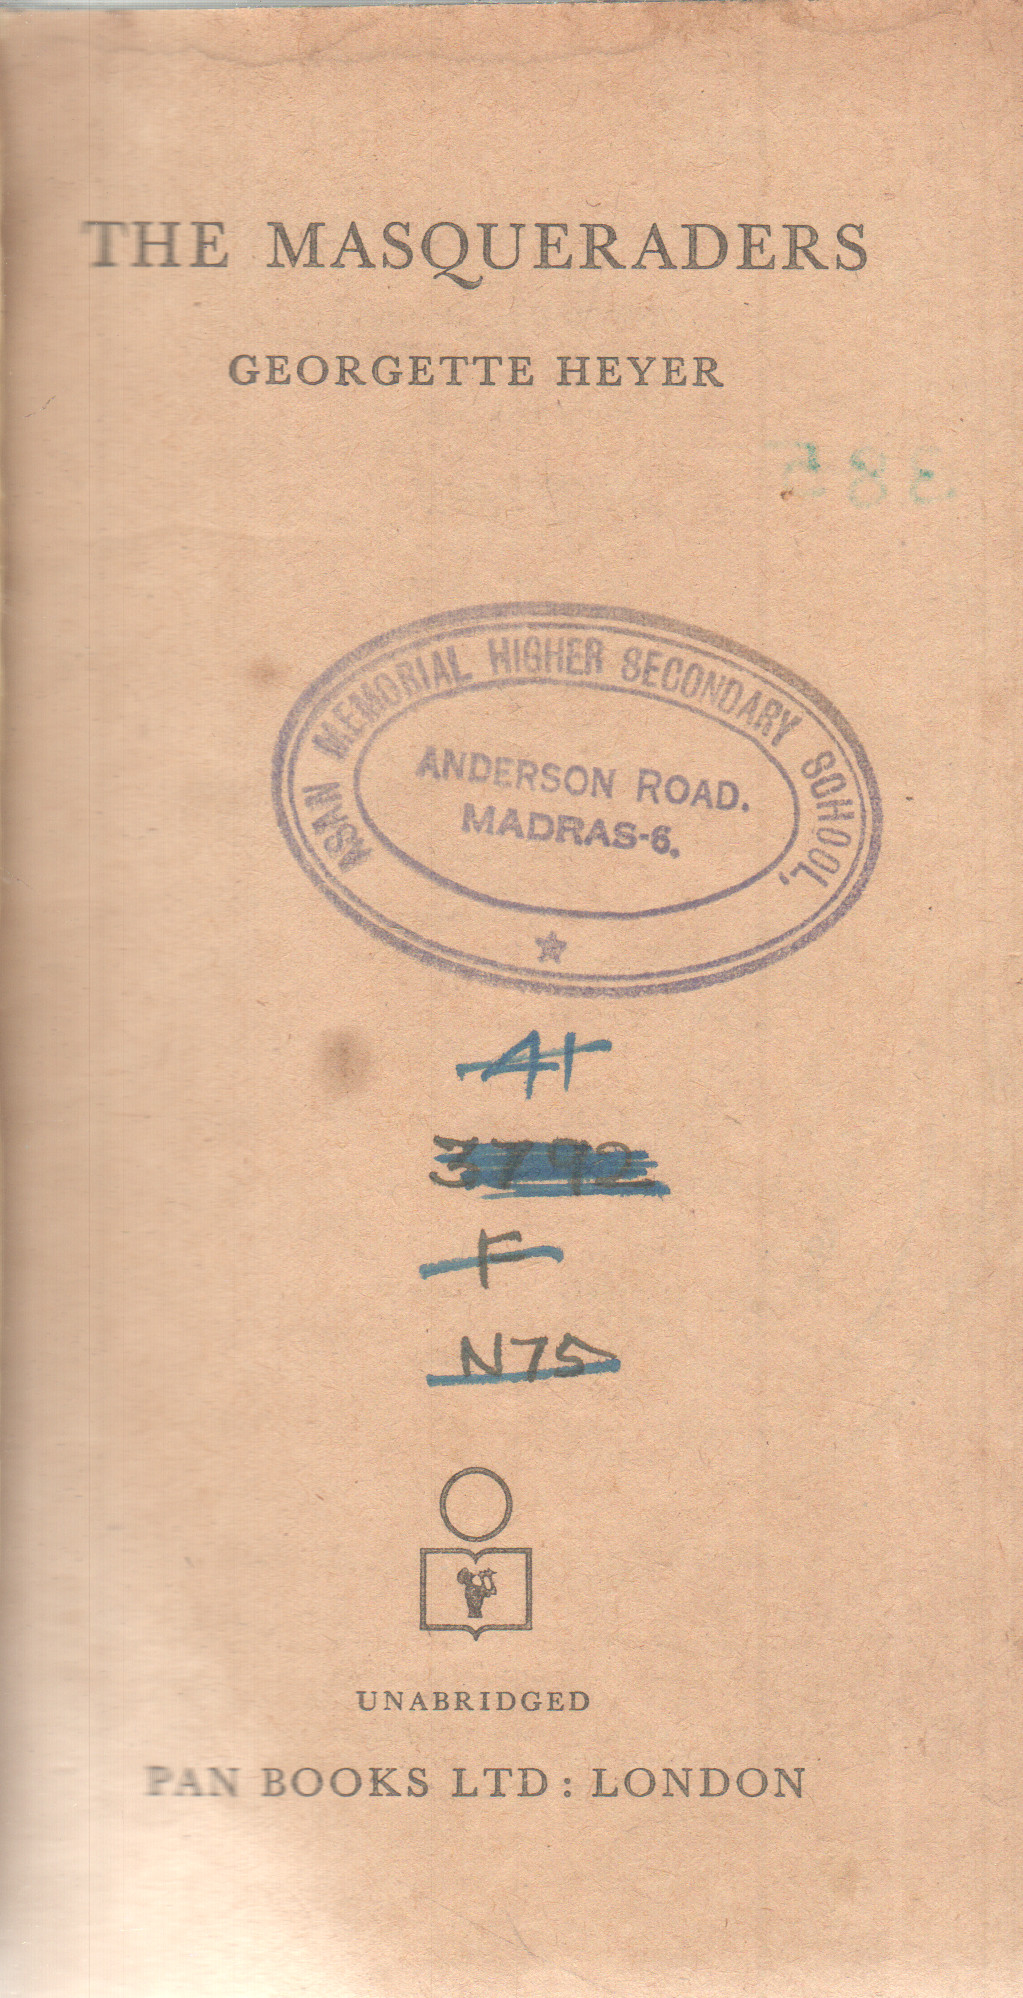 THE MASQUERADERS
GEORGETTE HEYER
ASAN MEMORIAL HIGHER SECONDARY SCHOOL,
ANDERSON ROAD.
MADRAS-6.
A1
3792
F
N75
UNABRIDGED
PAN BOOKS LTD : LONDON